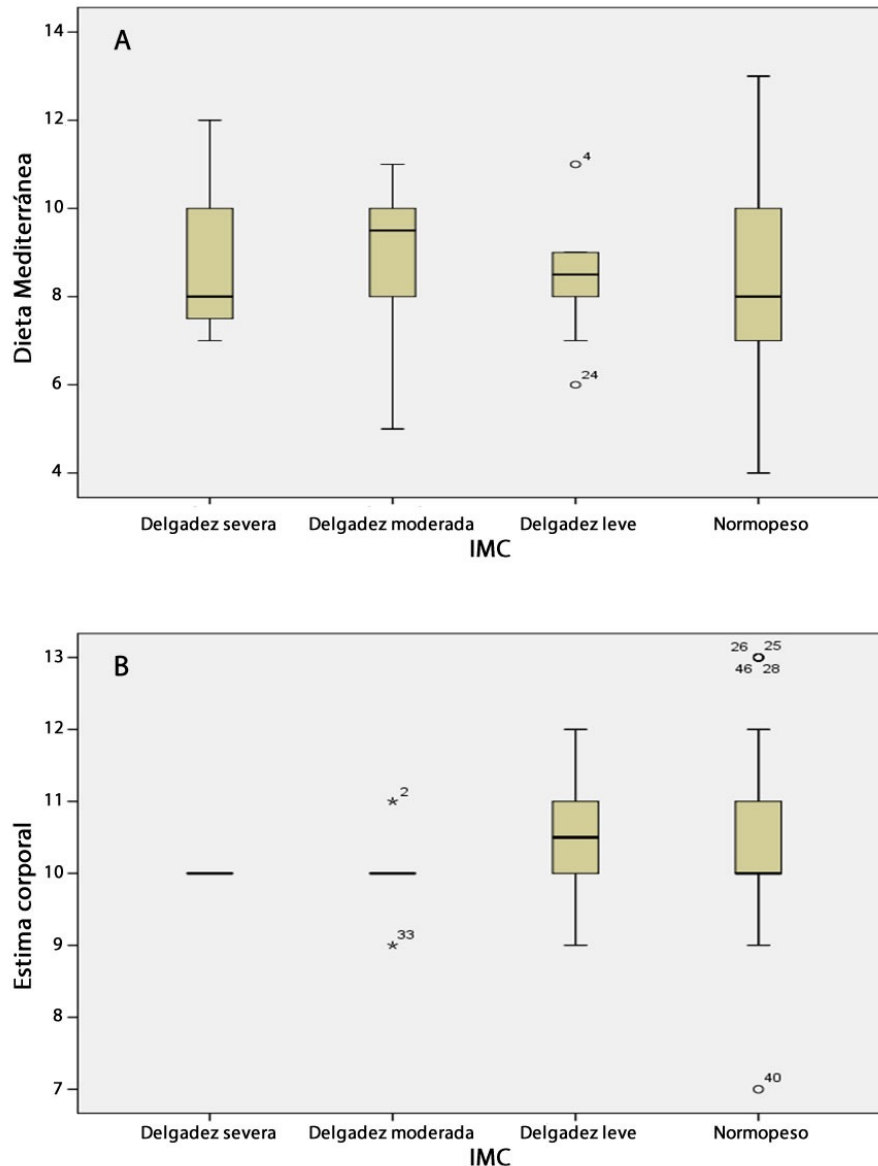 A
Dieta Mediterránea
14
12
10
8
6
4
4
24
Delgadez severa Delgadez moderada Delgadez leve Normopeso
IMC
B
Estima corporal
13
12
11
10
9
8
7
2
33
26 25
46 28
40
Delgadez severa Delgadez moderada Delgadez leve Normopeso
IMC